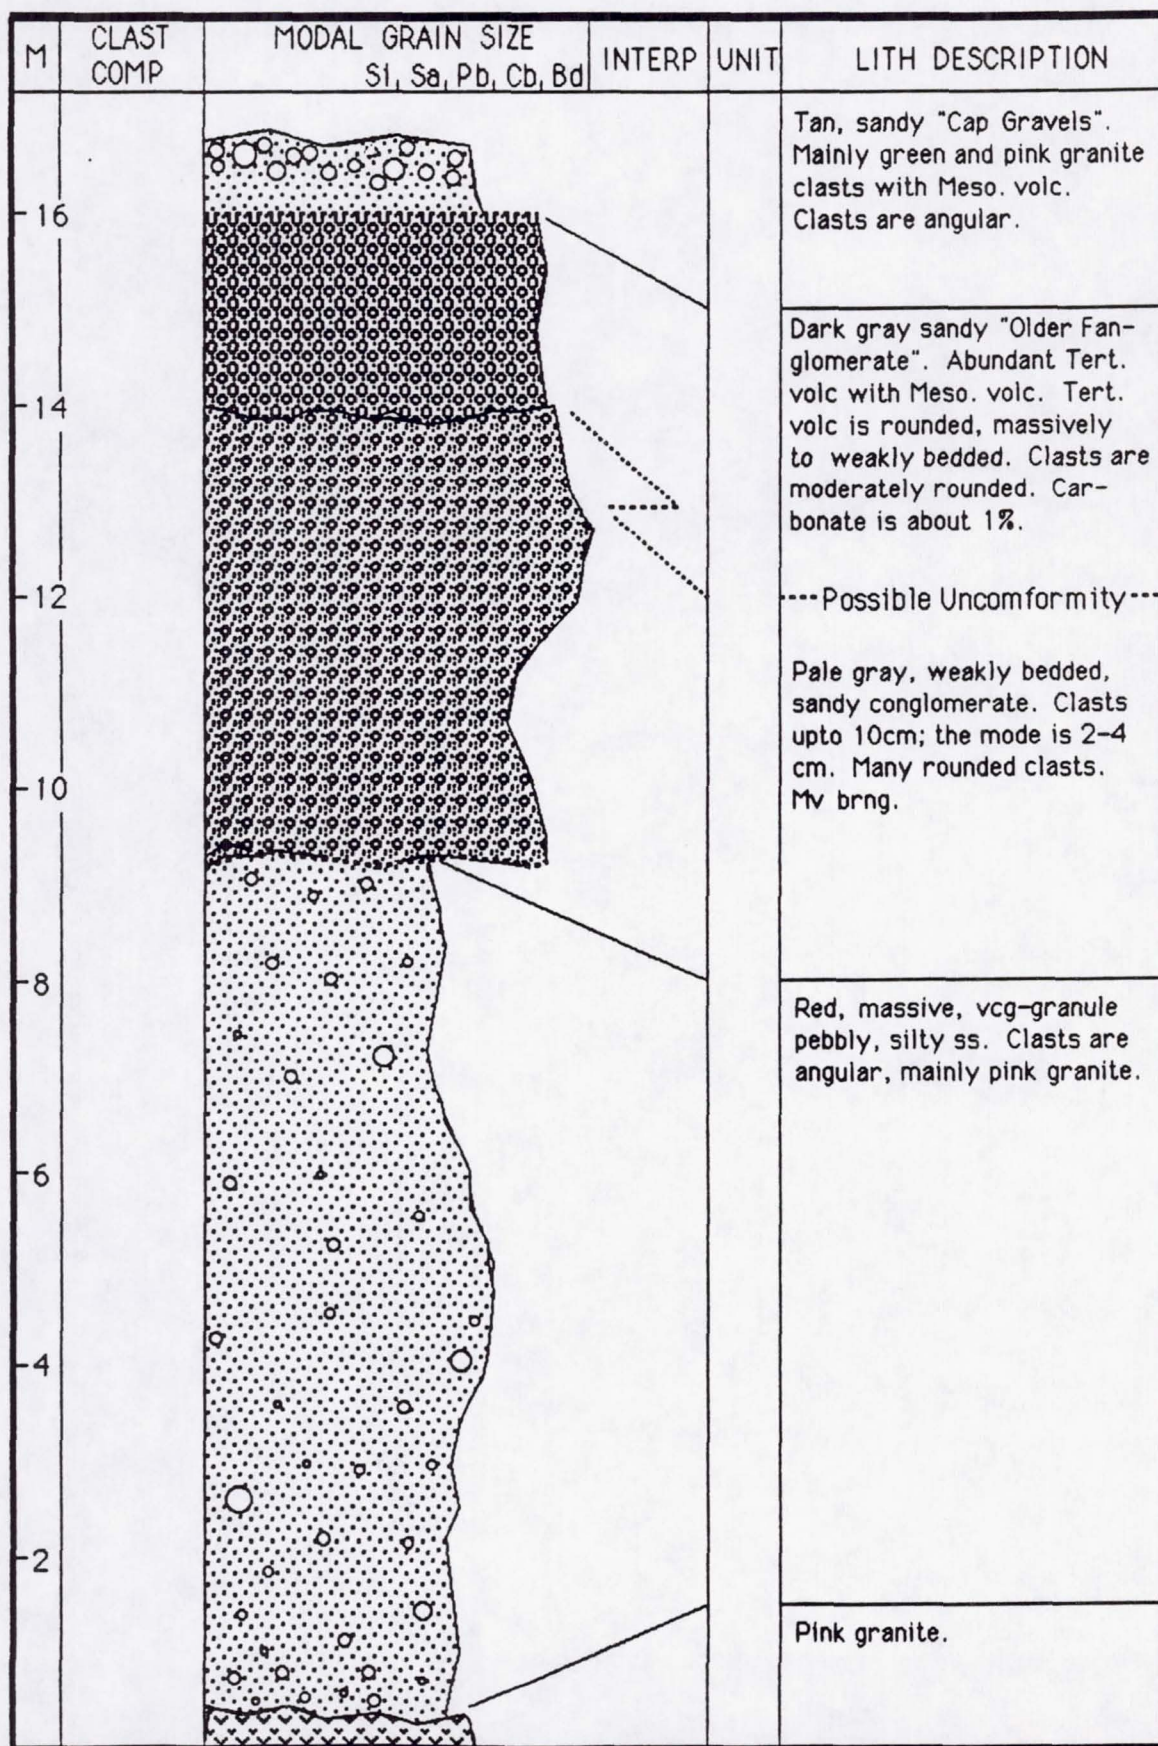 M
CLAST
COMP
MODAL GRAIN SIZE
Si, Sa, Pb, Cb, Bd
INTERP
UNIT
LITH DESCRIPTION
16
14
12
10
8
6
4
2
Tan, sandy "Cap Gravels".
Mainly green and pink granite
clasts with Meso. volc.
Clasts are angular.
Dark gray sandy "Older Fan-
glomerate". Abundant Tert.
volc with Meso. volc. Tert.
volc is rounded, massively
to weakly bedded. Clasts are
moderately rounded. Car-
bonate is about 1%.
Possible Uncomformity
Pale gray, weakly bedded,
sandy conglomerate. Clasts
upto 10cm; the mode is 2-4
cm. Many rounded clasts.
Mv brng.
Red, massive, vcg-granule
pebbly, silty ss. Clasts are
angular, mainly pink granite.
Pink granite.